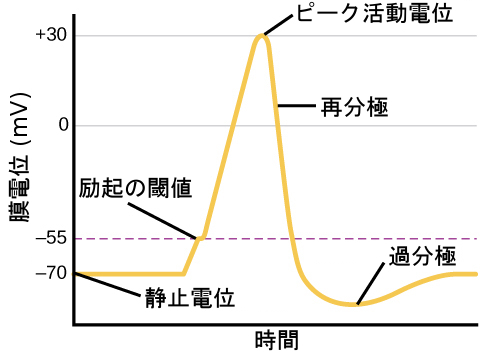 ピーク活動電位
+30
再分極
0
膜電位 (mV)
励起の閾値
–55
過分極
–70
静止電位
時間